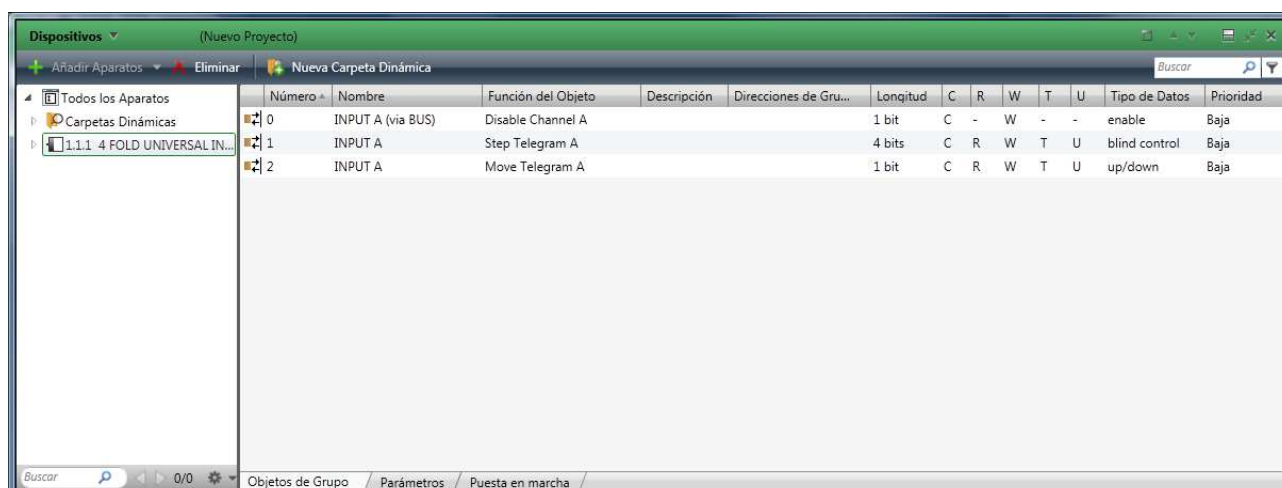 Dispositivos (Nuevo Proyecto)
Añadir Aparatos Eliminar Nueva Carpeta Dinámica Buscar
Todos los Aparatos
Carpetas Dinámicas
1.1.1 4 FOLD UNIVERSAL IN...
Número Nombre Función del Objeto Descripción Direcciones de Gru... Longitud C R W T U Tipo de Datos Prioridad
0 INPUT A (via BUS) Disable Channel A 1 bit C - W - - enable Baja
1 INPUT A Step Telegram A 4 bits C R W T U blind control Baja
2 INPUT A Move Telegram A 1 bit C R W T U up/down Baja
Buscar 0/0 Objetos de Grupo Parámetros Puesta en marcha